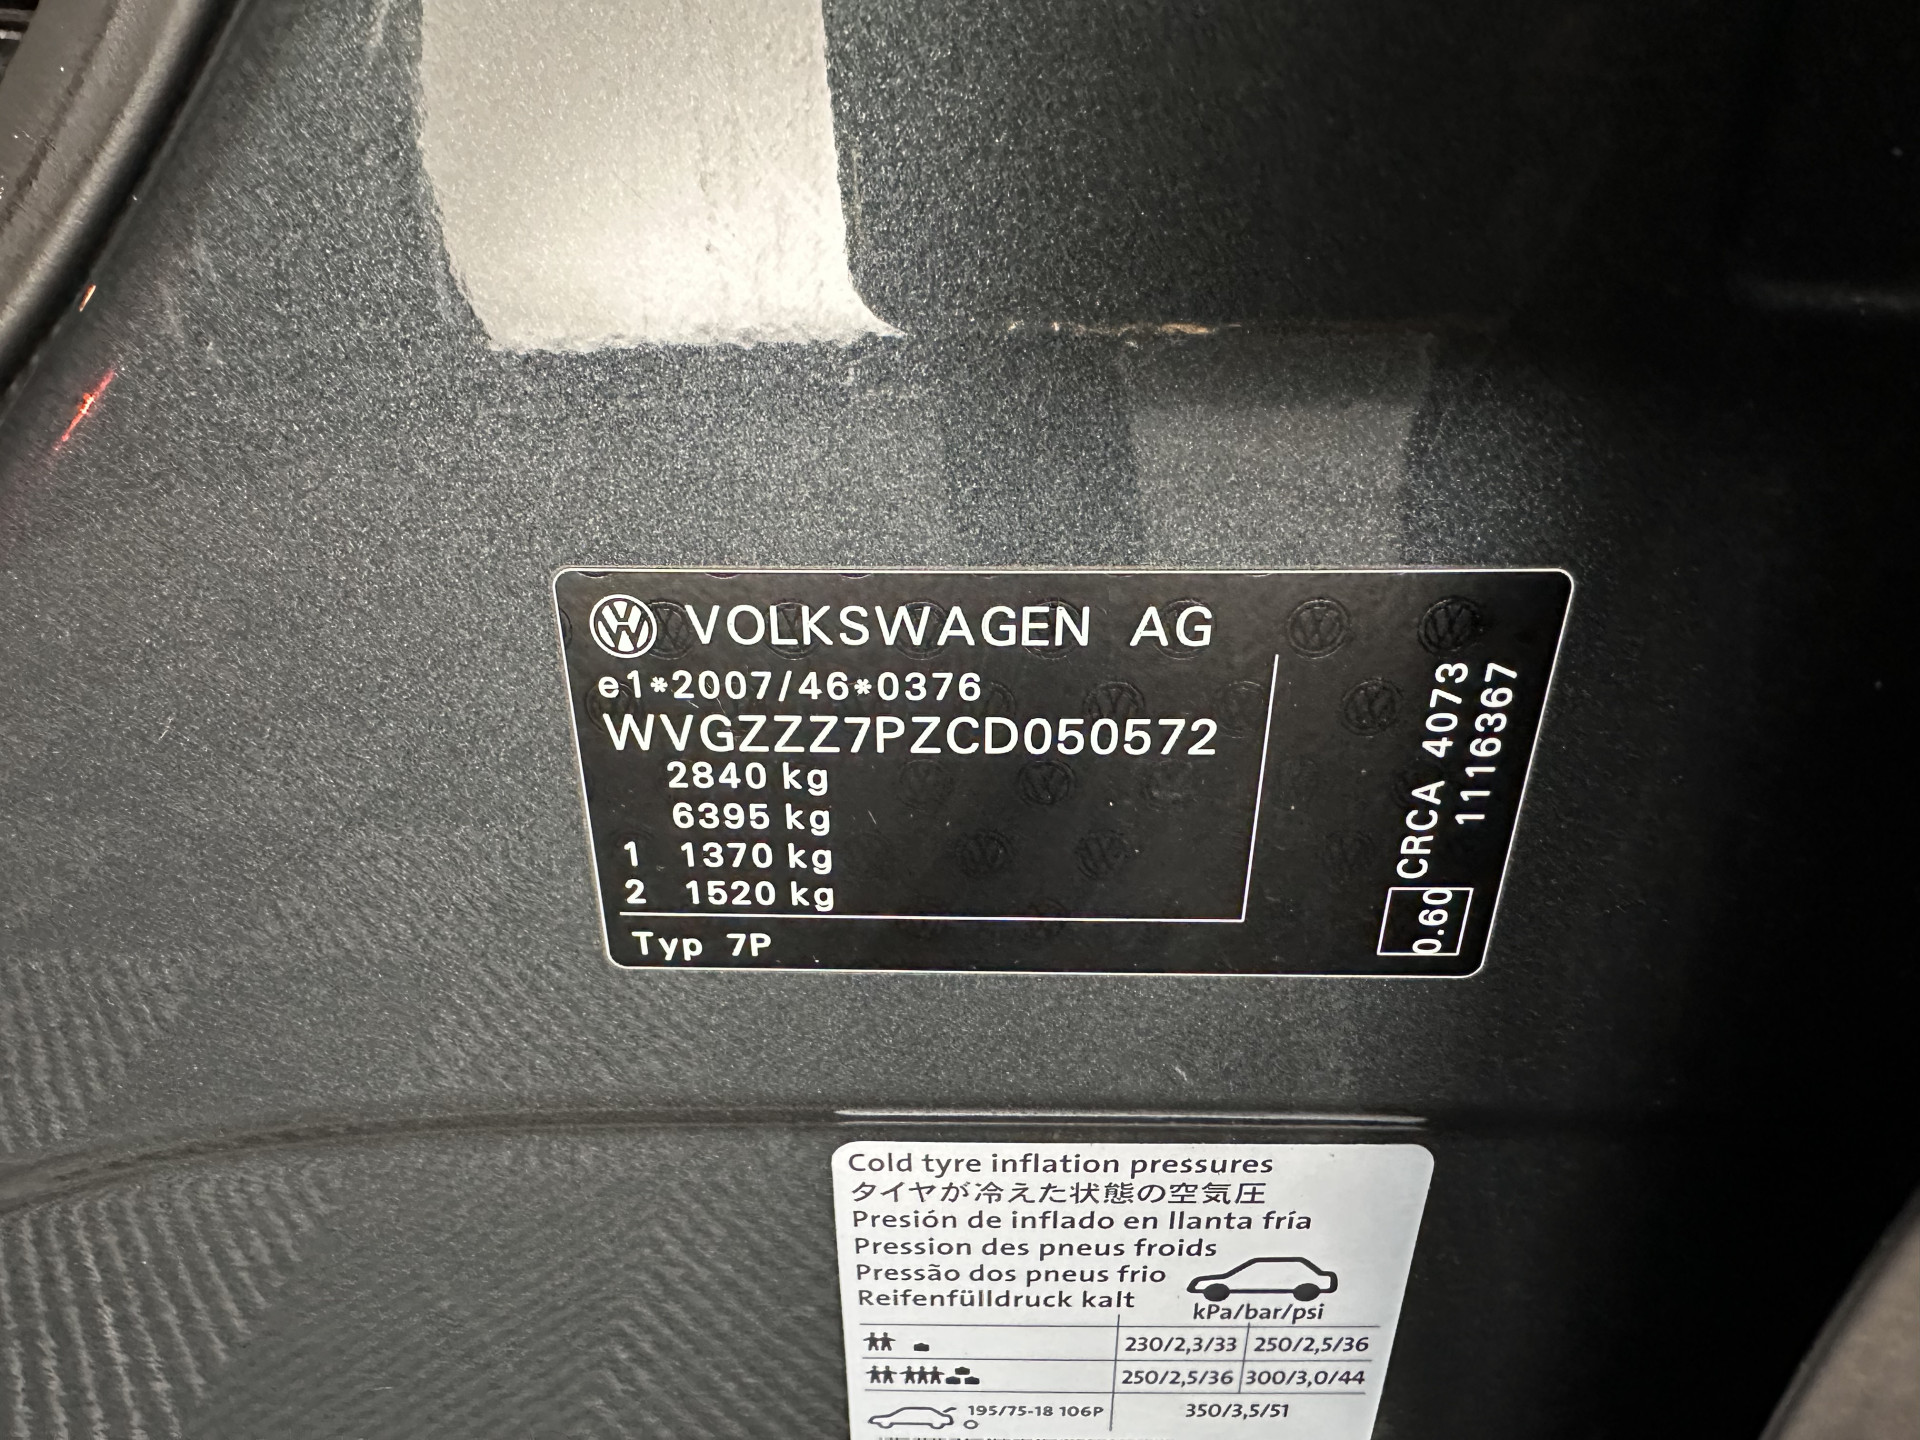 VOLKSWAGEN AG
e1*2007/46*0376
WVGZZZ7PZCD050572
2840 kg
6395 kg
1 1370 kg
2 1520 kg
Typ 7P
0.60 CRCA 4073
1116367
Cold tyre inflation pressures
タイヤが冷えた状態の空気圧
Presión de inflado en llanta fría
Pression des pneus froids
Pressão dos pneus frio
Reifenfülldruck kalt
kPa/bar/psi
230/2,3/33 250/2,5/36
250/2,5/36 300/3,0/44
195/75-18 106P 350/3,5/51